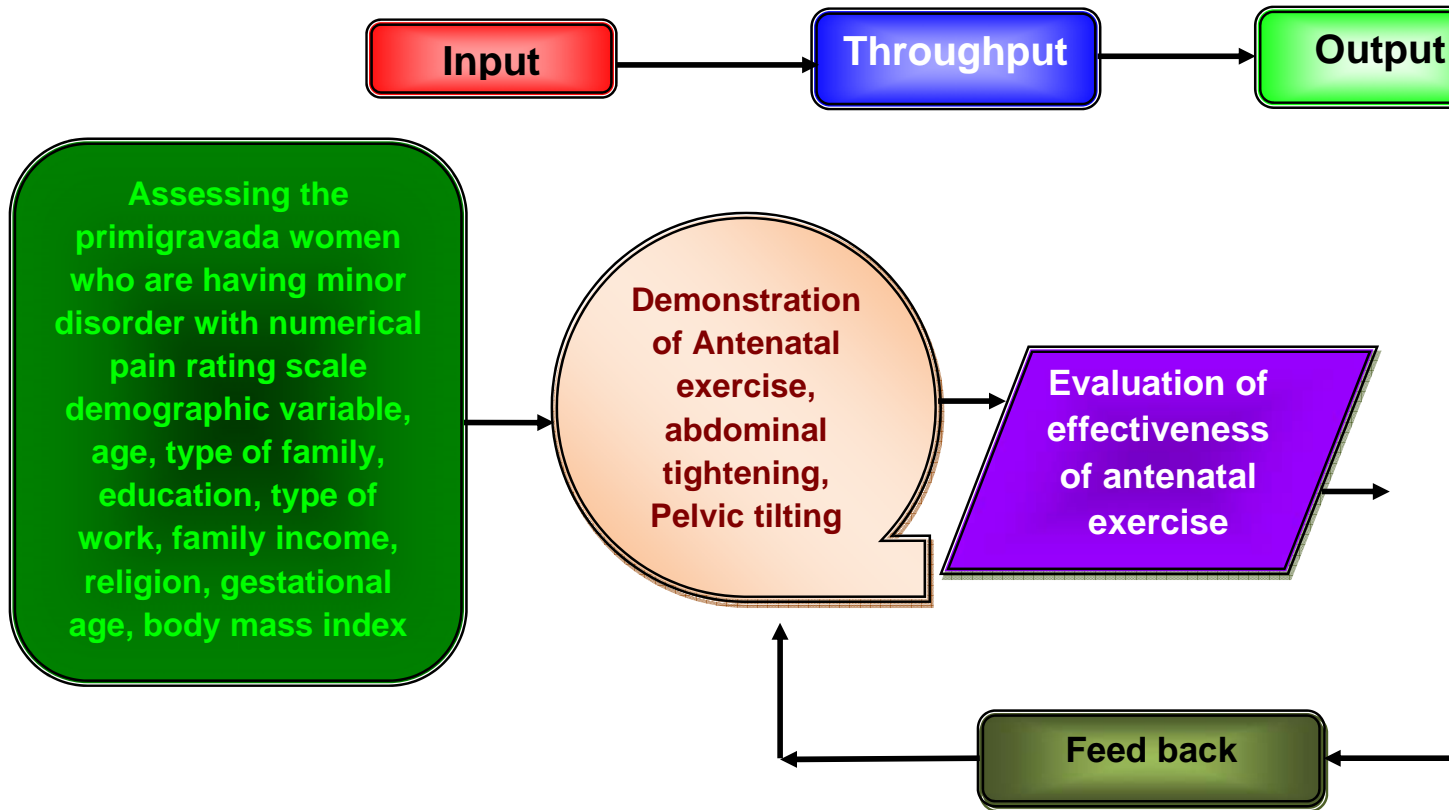 Input
Throughput
Output
Assessing the
primigravada women
who are having minor
disorder with numerical
pain rating scale
demographic variable,
age, type of family,
education, type of
work, family income,
religion, gestational
age, body mass index
Demonstration
of Antenatal
exercise,
abdominal
tightening,
Pelvic tilting
Evaluation of
effectiveness
of antenatal
exercise
Feed back